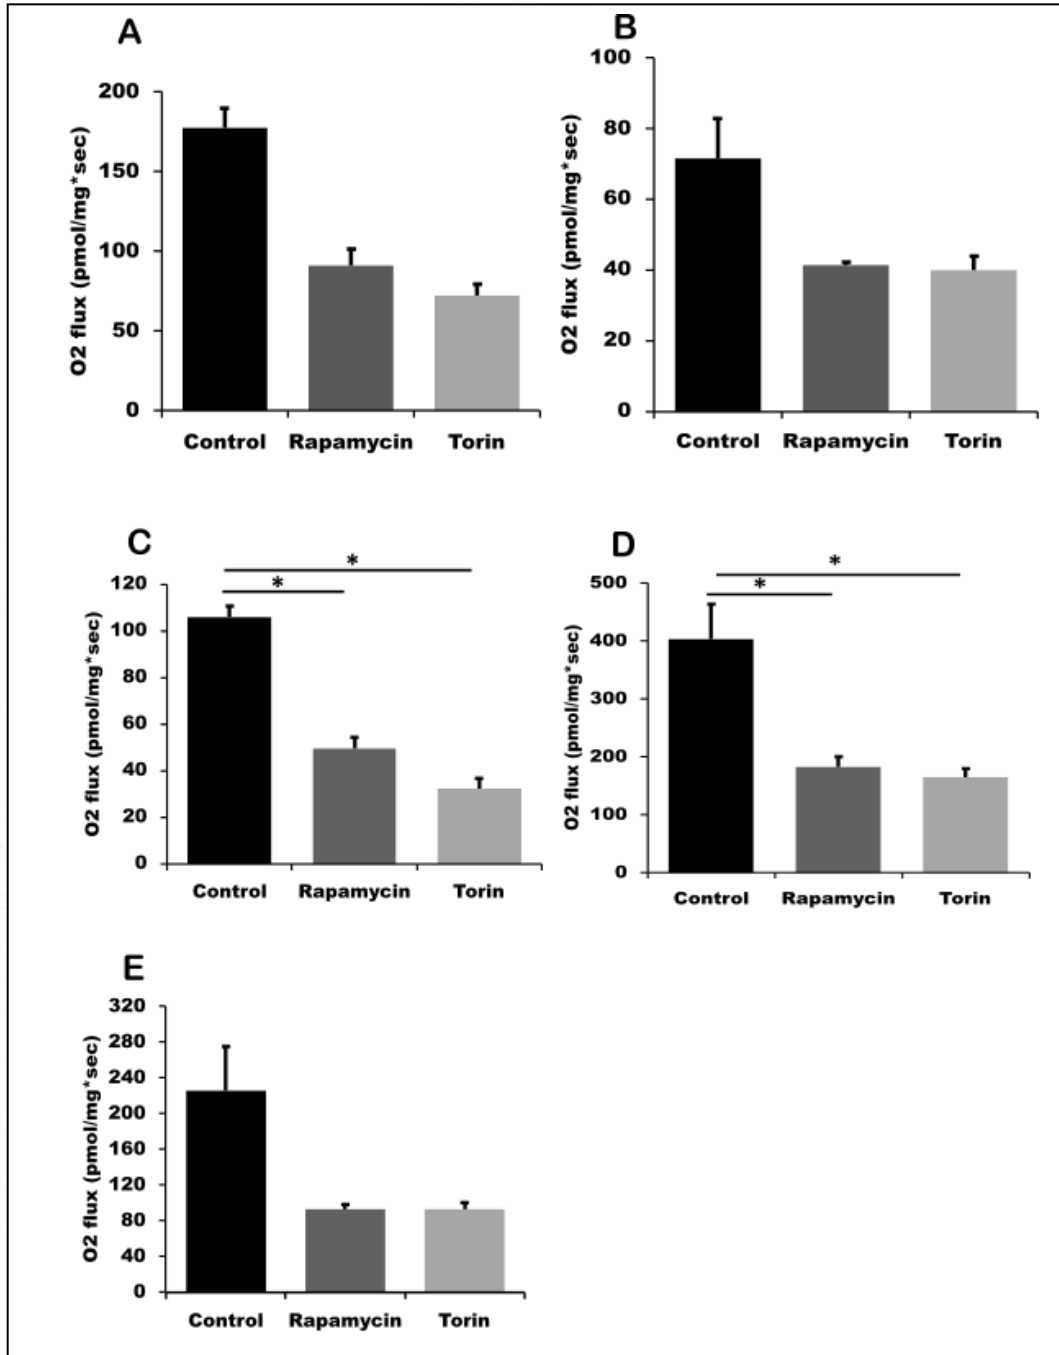 A
O2 flux (pmol/mg*sec)
200
150
100
50
0
Control Rapamycin Torin
B
O2 flux (pmol/mg*sec)
100
80
60
40
20
0
Control Rapamycin Torin
C
O2 flux (pmol/mg*sec)
120
100
80
60
40
20
0
*
*
Control Rapamycin Torin
D
O2 flux (pmol/mg*sec)
500
400
300
200
100
0
*
*
Control Rapamycin Torin
E
O2 flux (pmol/mg*sec)
320
280
240
200
160
120
80
40
0
Control Rapamycin Torin